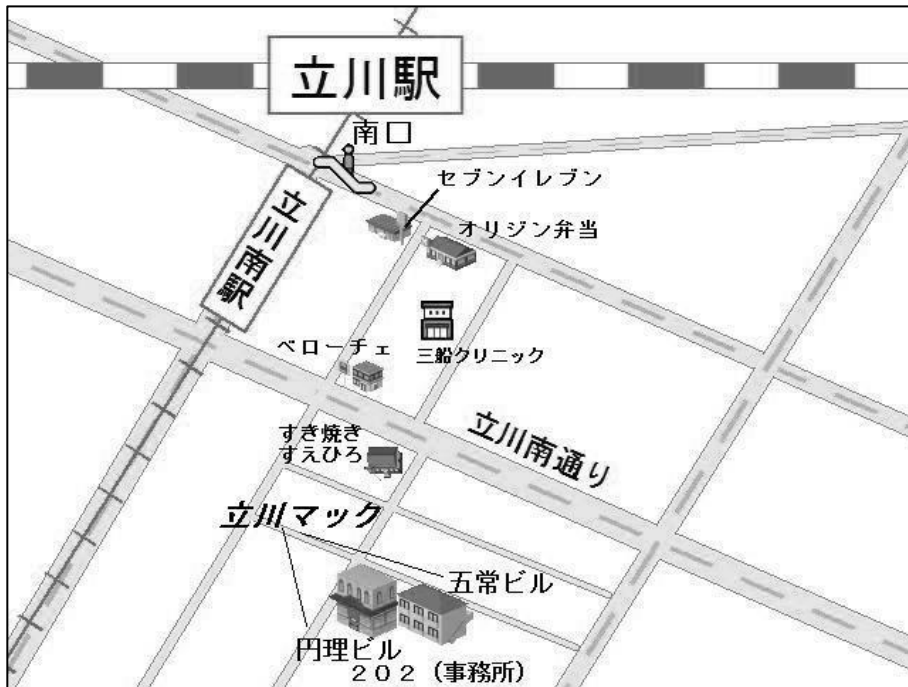 立川駅
南口
セブンイレブン
立川南駅
オリジン弁当
ベローチェ
三船クリニック
すき焼き
すえひろ
立川南通り
立川マック
五常ビル
円理ビル
２０２（事務所）